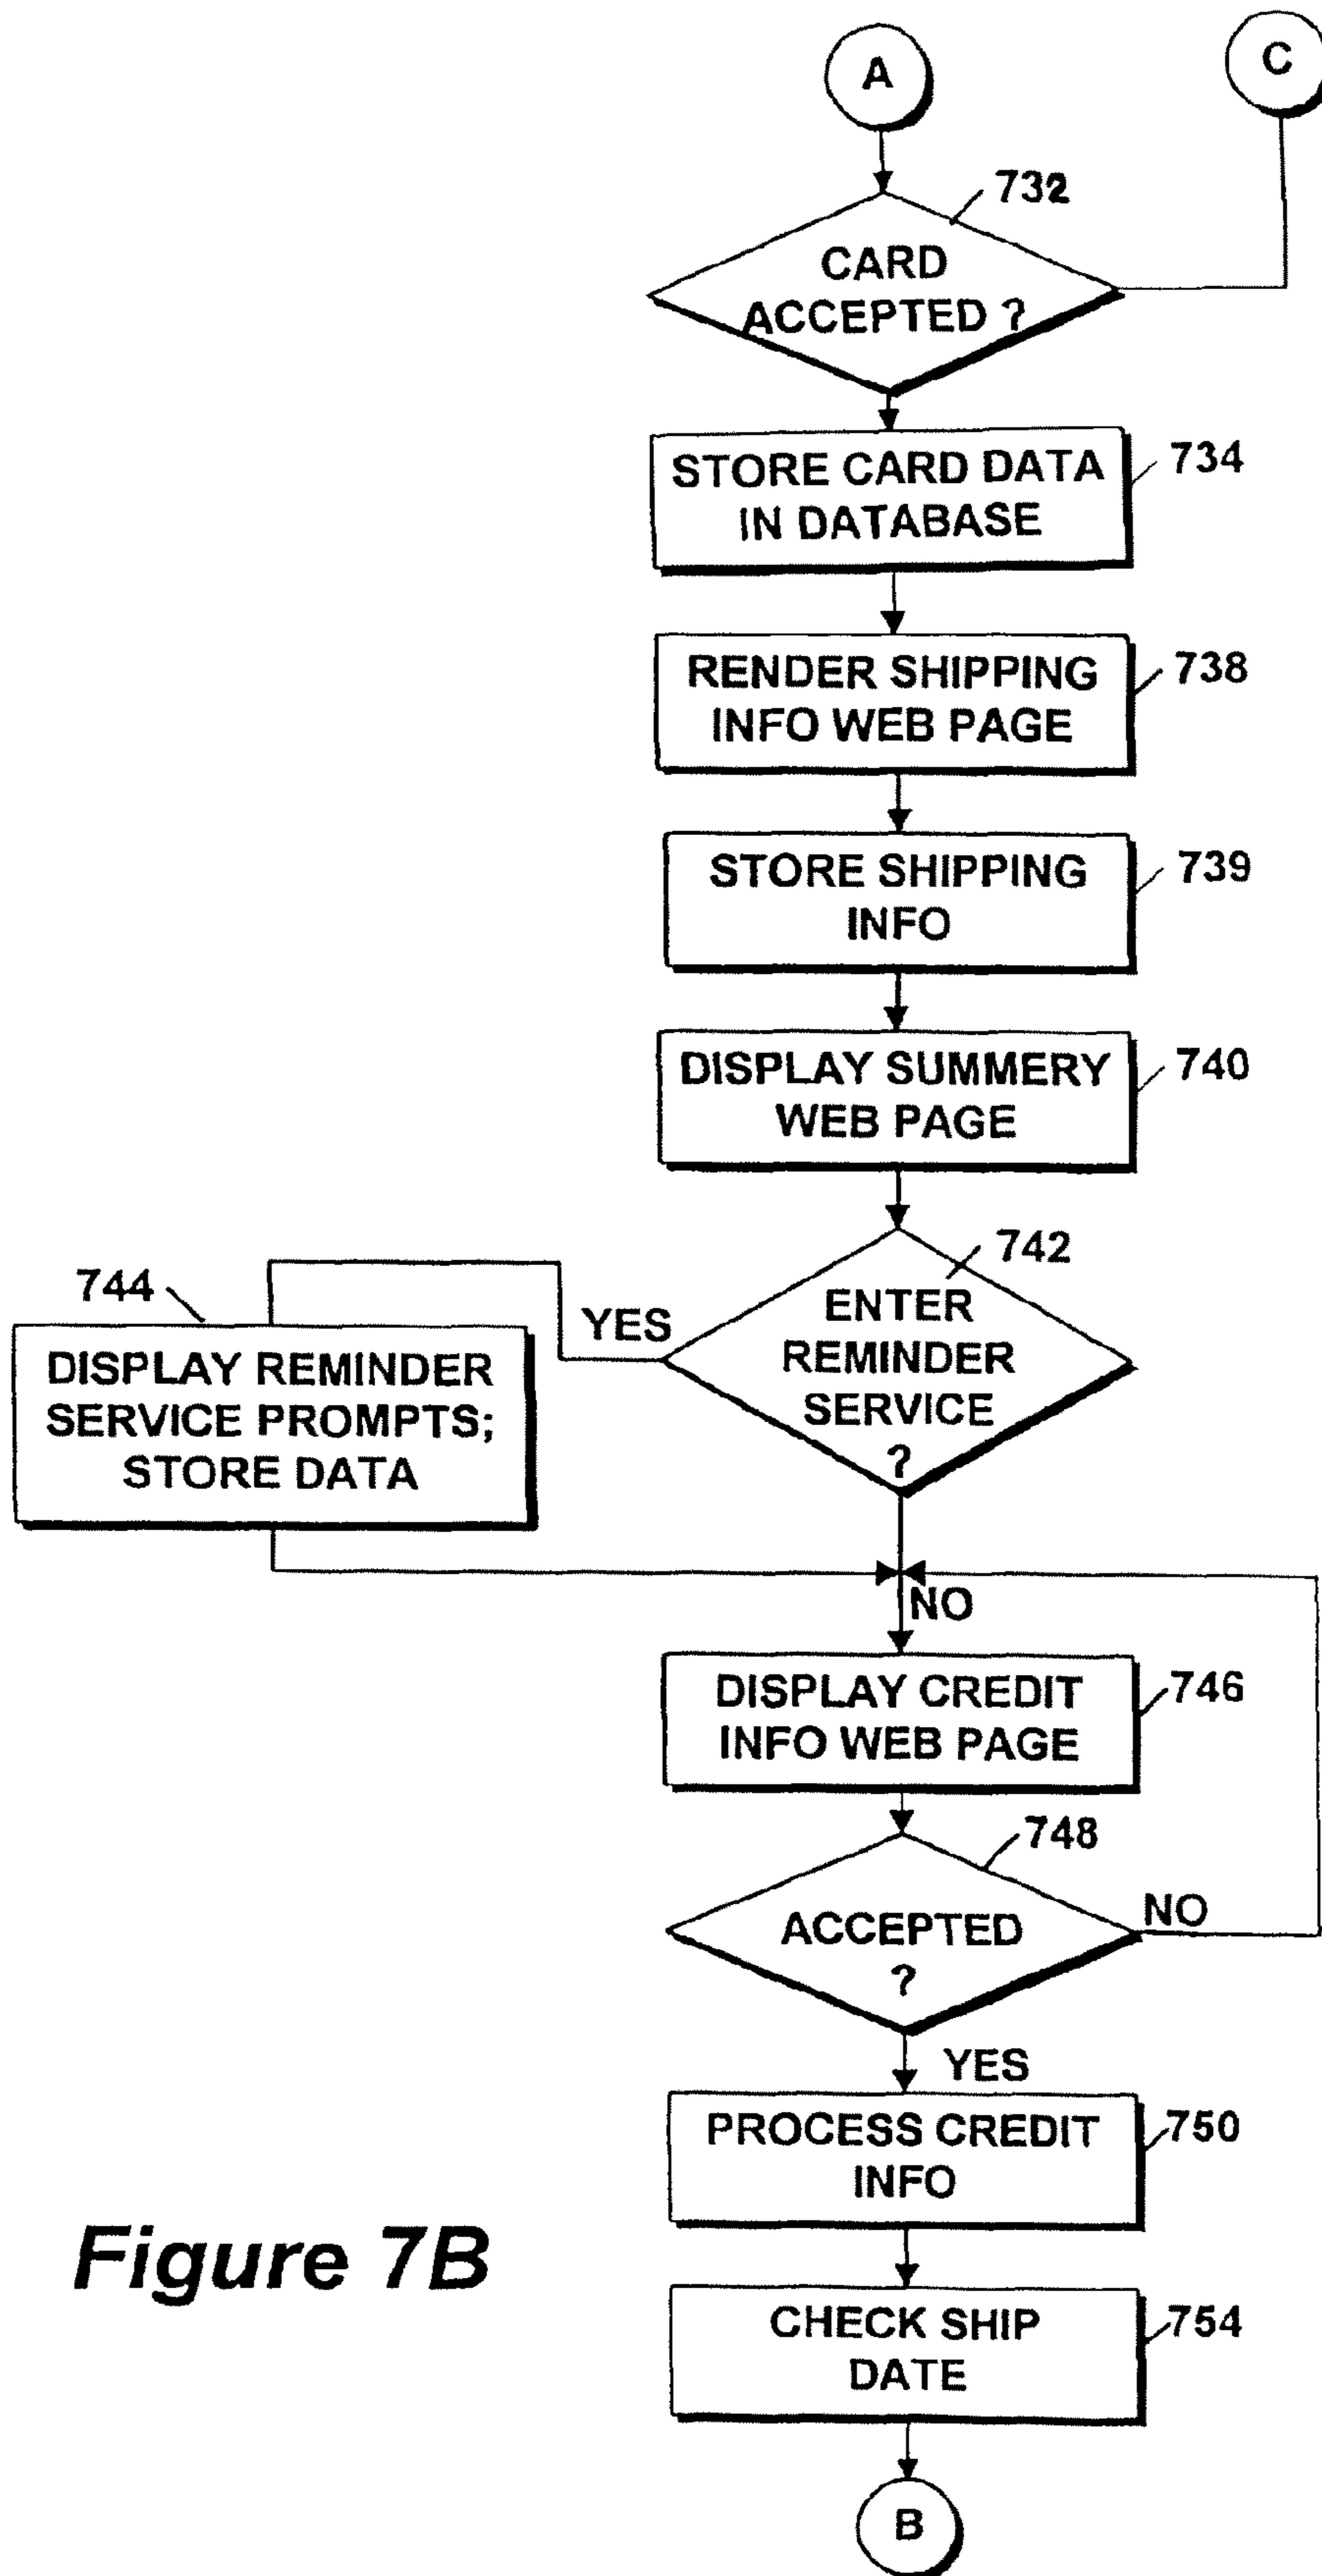 A
C
732
CARD
ACCEPTED ?
STORE CARD DATA
IN DATABASE
734
RENDER SHIPPING
INFO WEB PAGE
738
STORE SHIPPING
INFO
739
DISPLAY SUMMERY
WEB PAGE
740
742
ENTER
REMINDER
SERVICE
?
YES
744
DISPLAY REMINDER
SERVICE PROMPTS;
STORE DATA
NO
DISPLAY CREDIT
INFO WEB PAGE
746
748
ACCEPTED
?
NO
YES
PROCESS CREDIT
INFO
750
CHECK SHIP
DATE
754
B
Figure 7B